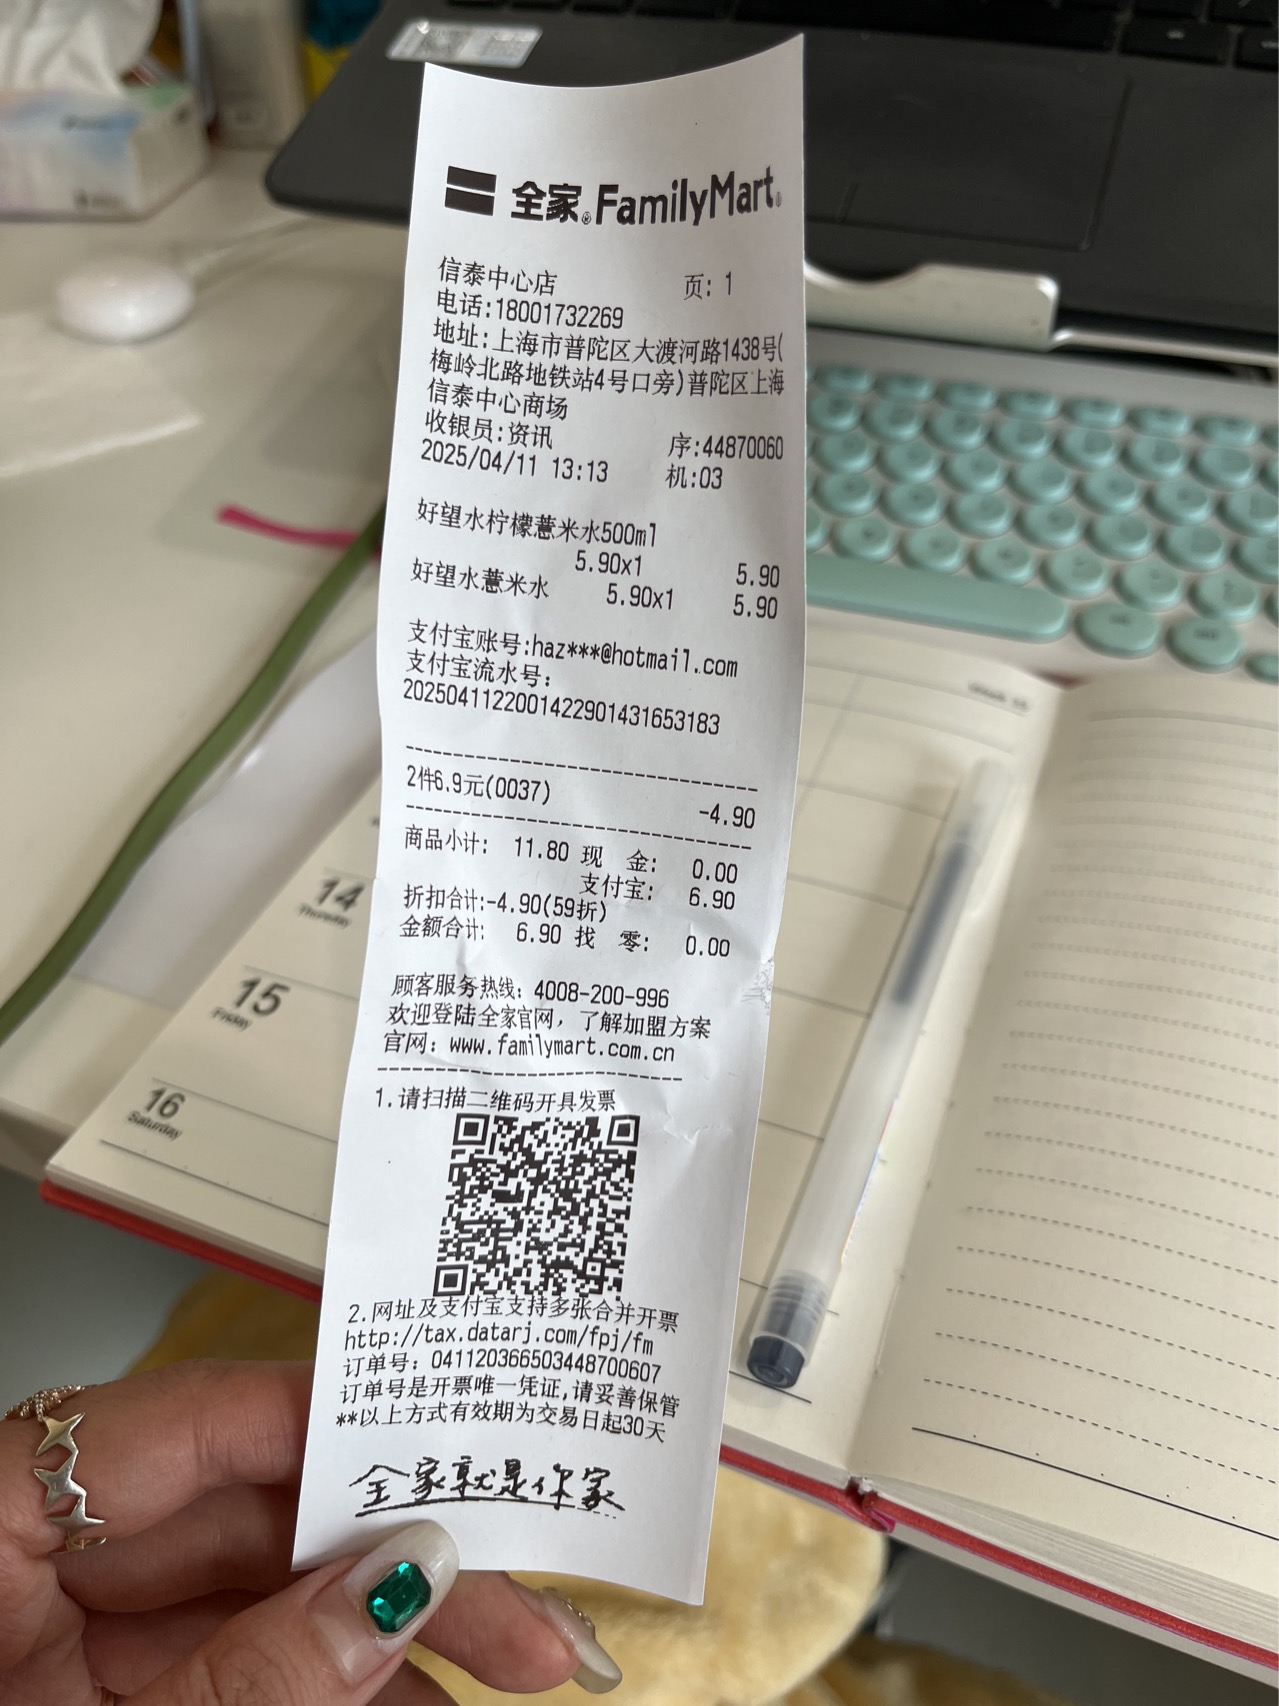 全家 FamilyMart
信泰中心店 页: 1
电话:18001732269
地址:上海市普陀区大渡河路1438号(
梅岭北路地铁站4号口旁)普陀区上海
信泰中心商场
收银员:资讯 序:44870060
2025/04/11 13:13 机:03
好望水柠檬薏米水500ml
5.90x1 5.90
好望水薏米水
5.90x1 5.90
支付宝账号:haz***@hotmail.com
支付宝流水号:
2025041122001422901431653183
2件6.9元(0037) -4.90
商品小计: 11.80 现 金: 0.00
支付宝: 6.90
折扣合计:-4.90(59折)
金额合计: 6.90 找 零: 0.00
顾客服务热线: 4008-200-996
欢迎登陆全家官网, 了解加盟方案
官网: www.familymart.com.cn
1.请扫描二维码开具发票
2.网址及支付宝支持多张合并开票
http://tax.datarj.com/fpj/fm
订单号: 041120366503448700607
订单号是开票唯一凭证,请妥善保管
**以上方式有效期为交易日起30天
全家就是你家
14
Thursday
15
Friday
16
Saturday